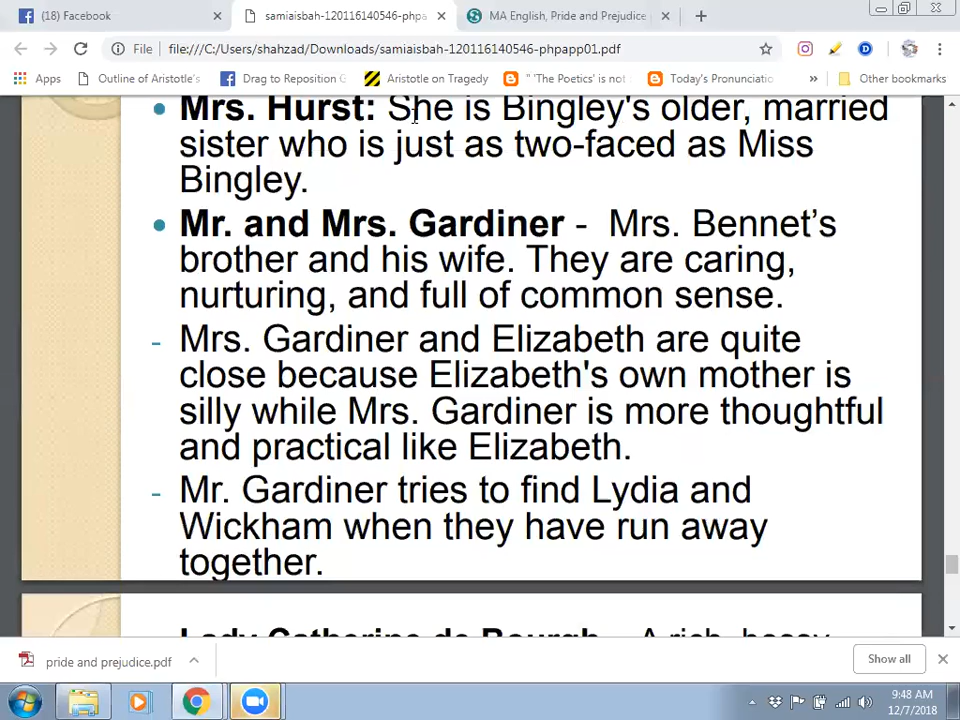 (18) Facebook
samiaisbah-120116140546-phpa
MA English, Pride and Prejudice
File
file:///C:/Users/shahzad/Downloads/samiaisbah-120116140546-phpapp01.pdf
Apps
Outline of Aristotle's
Drag to Reposition
Aristotle on Tragedy
" 'The Poetics' is not
Today's Pronunciatio
»
Other bookmarks
• Mrs. Hurst: She is Bingley's older, married
sister who is just as two-faced as Miss
Bingley.
• Mr. and Mrs. Gardiner - Mrs. Bennet’s
brother and his wife. They are caring,
nurturing, and full of common sense.
- Mrs. Gardiner and Elizabeth are quite
close because Elizabeth's own mother is
silly while Mrs. Gardiner is more thoughtful
and practical like Elizabeth.
- Mr. Gardiner tries to find Lydia and
Wickham when they have run away
together.
Lady Catherine de Bourgh - A rich, bossy
pride and prejudice.pdf
Show all
9:48 AM
12/7/2018